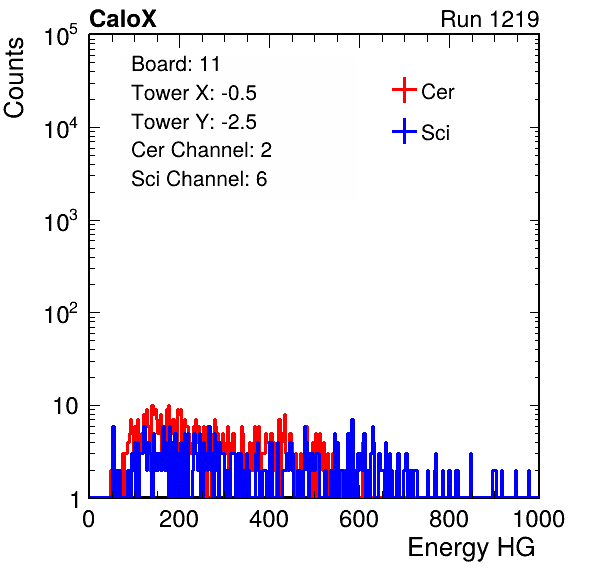 CaloX Run 1219
Counts
Board: 11
Tower X: -0.5
Tower Y: -2.5
Cer Channel: 2
Sci Channel: 6
Cer
Sci
10^5
10^4
10^3
10^2
10
1
0 200 400 600 800 1000
Energy HG